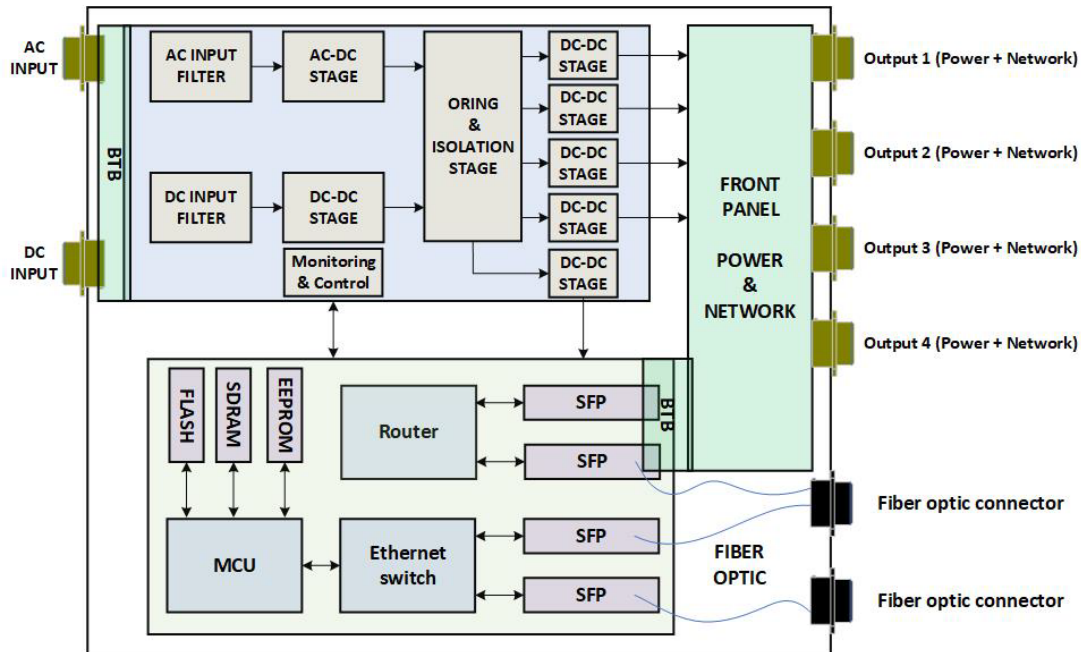 AC
INPUT
DC
INPUT
BTB
AC INPUT
FILTER
AC-DC
STAGE
DC INPUT
FILTER
DC-DC
STAGE
Monitoring
& Control
ORING
&
ISOLATION
STAGE
DC-DC
STAGE
DC-DC
STAGE
DC-DC
STAGE
DC-DC
STAGE
DC-DC
STAGE
FRONT
PANEL
POWER
&
NETWORK
Output 1 (Power + Network)
Output 2 (Power + Network)
Output 3 (Power + Network)
Output 4 (Power + Network)
FLASH
SDRAM
EEPROM
Router
SFP
SFP
BTB
MCU
Ethernet
switch
SFP
SFP
FIBER
OPTIC
Fiber optic connector
Fiber optic connector